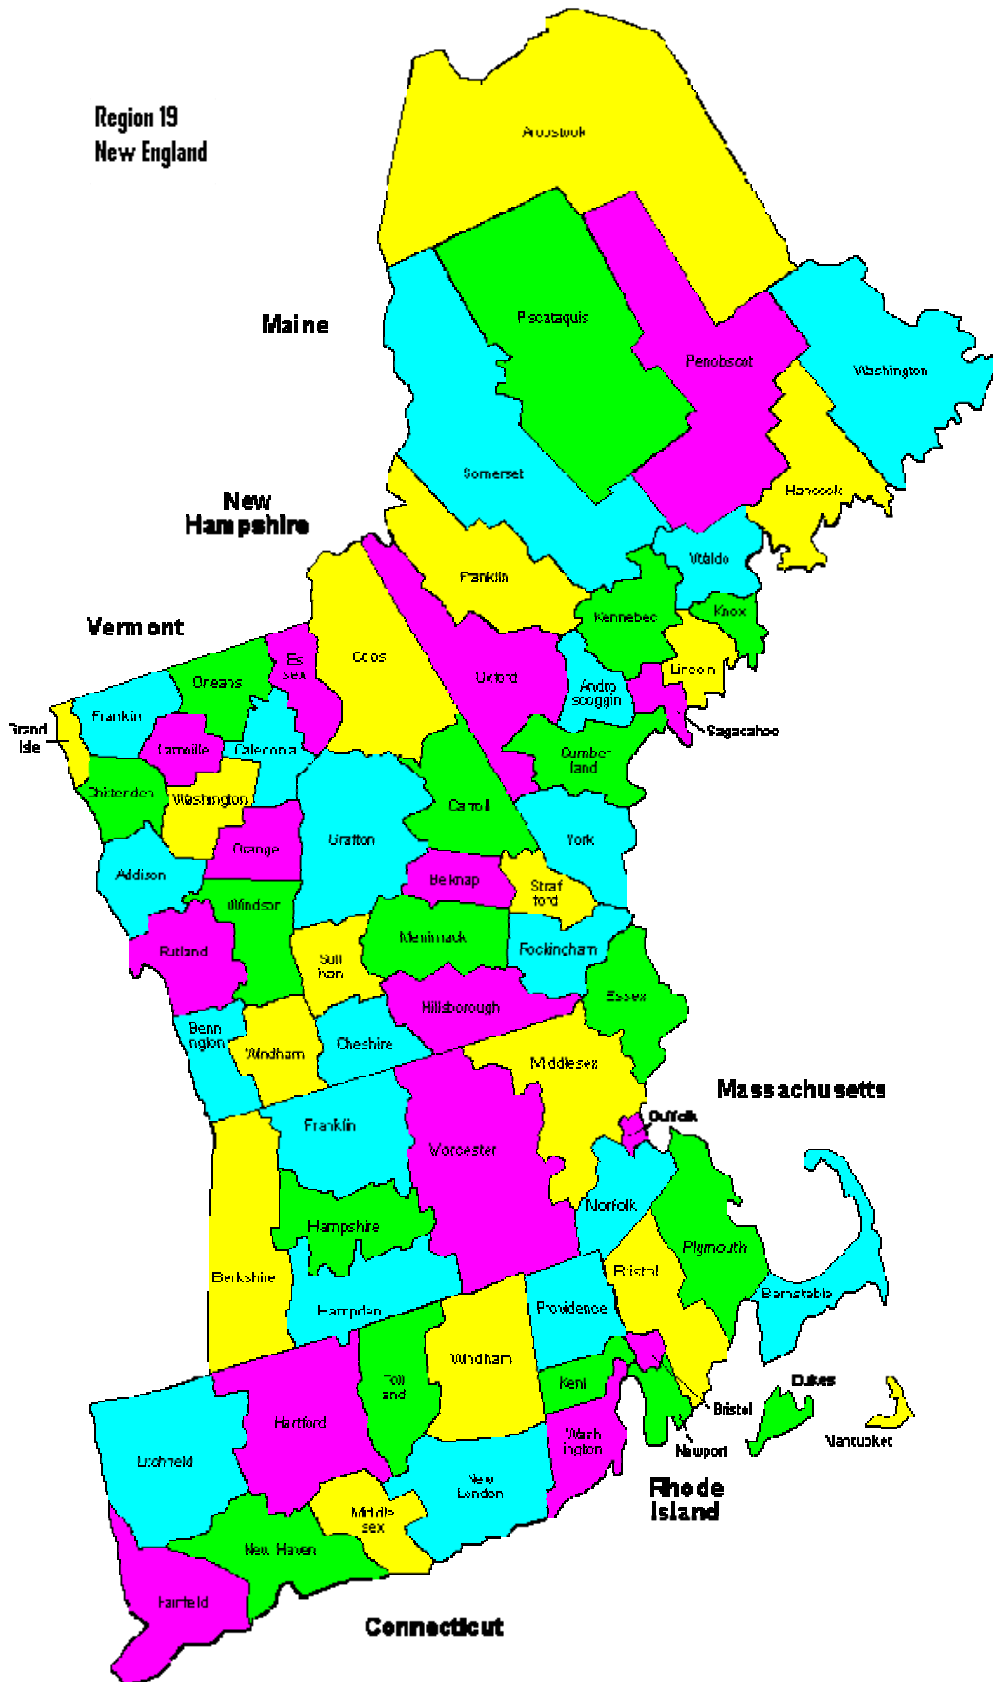 Region 19
New England
Aroostook
Maine
Piscataquis
Penobscot
Washington
Somerset
Hancock
New
Hampshire
Franklin
Waldo
Kennebec
Knox
Vermont
Coos
Es
sex
Oxford
Andro
scoggin
Lincoln
Orleans
Franklin
Grand
Isle
Lamoille
Caledonia
Sagadahoc
Cumber-
land
Chittenden
Washington
Carroll
Orange
Grafton
York
Addison
Belknap
Straf
ford
Windsor
Merrimack
Rockingham
Rutland
Sull
ivan
Essex
Hillsborough
Benn
ington
Windham
Cheshire
Middlesex
Massachusetts
Suffolk
Franklin
Worcester
Norfolk
Hampshire
Plymouth
Berkshire
Bristol
Barnstable
Hampden
Providence
Windham
Kent
Toll
and
Dukes
Bristol
Hartford
Newport
Nantucket
Wash
ington
Litchfield
New
London
Rhode
Island
Middle
sex
New Haven
Fairfield
Connecticut